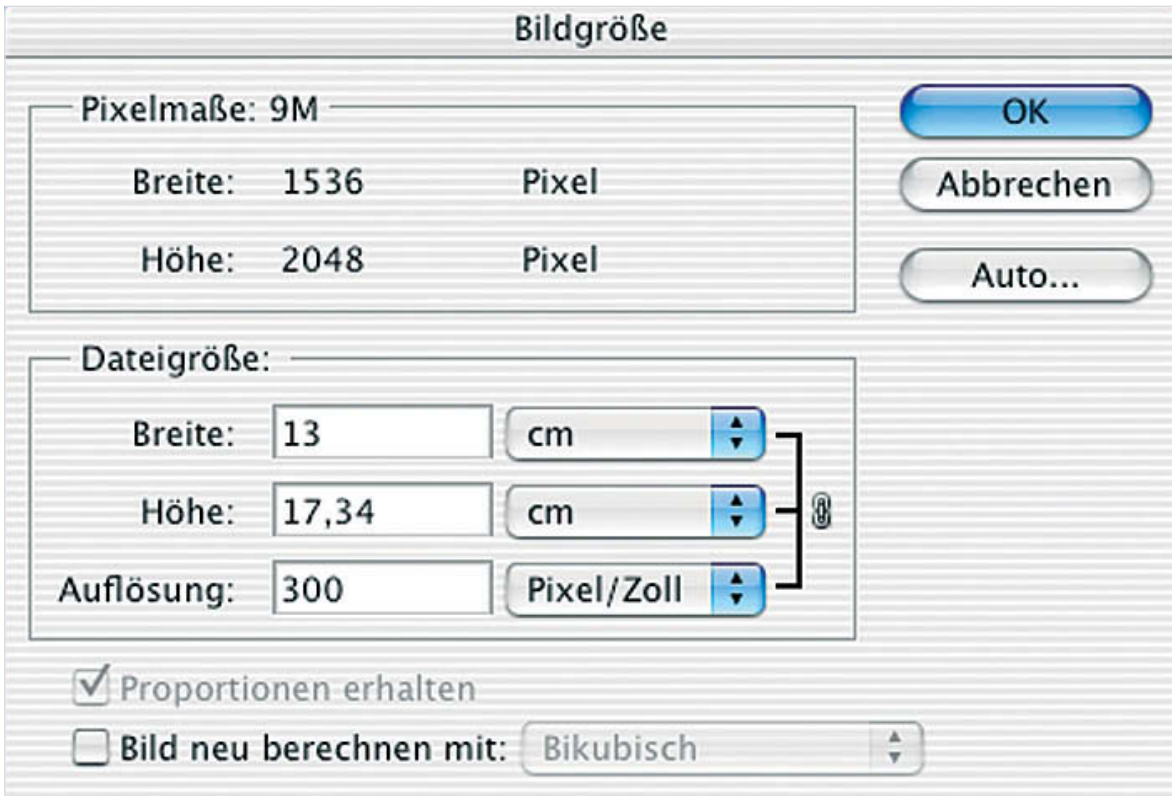 Bildgröße
Pixelmaße: 9M
Breite: 1536 Pixel
Höhe: 2048 Pixel
OK
Abbrechen
Auto...
Dateigröße:
Breite: 13 cm
Höhe: 17,34 cm
Auflösung: 300 Pixel/Zoll
Proportionen erhalten
Bild neu berechnen mit: Bikubisch